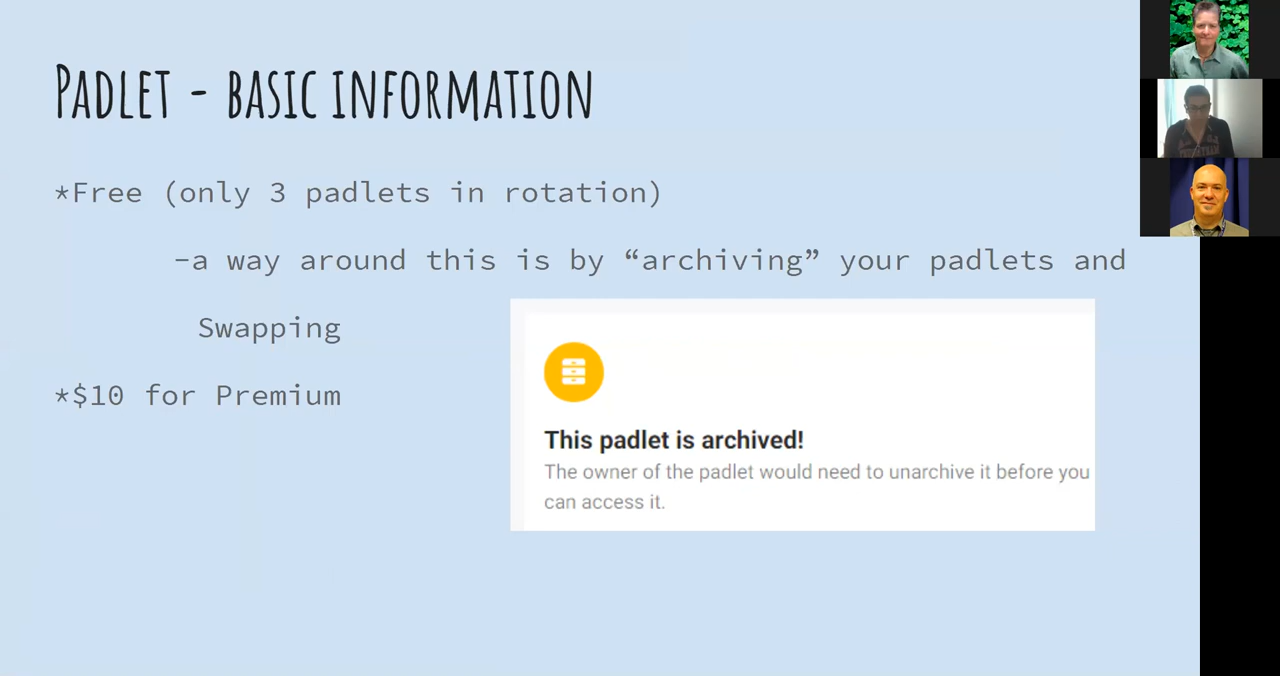 Padlet - basic information
*Free (only 3 padlets in rotation)
-a way around this is by “archiving” your padlets and
Swapping
*$10 for Premium
This padlet is archived!
The owner of the padlet would need to unarchive it before you
can access it.